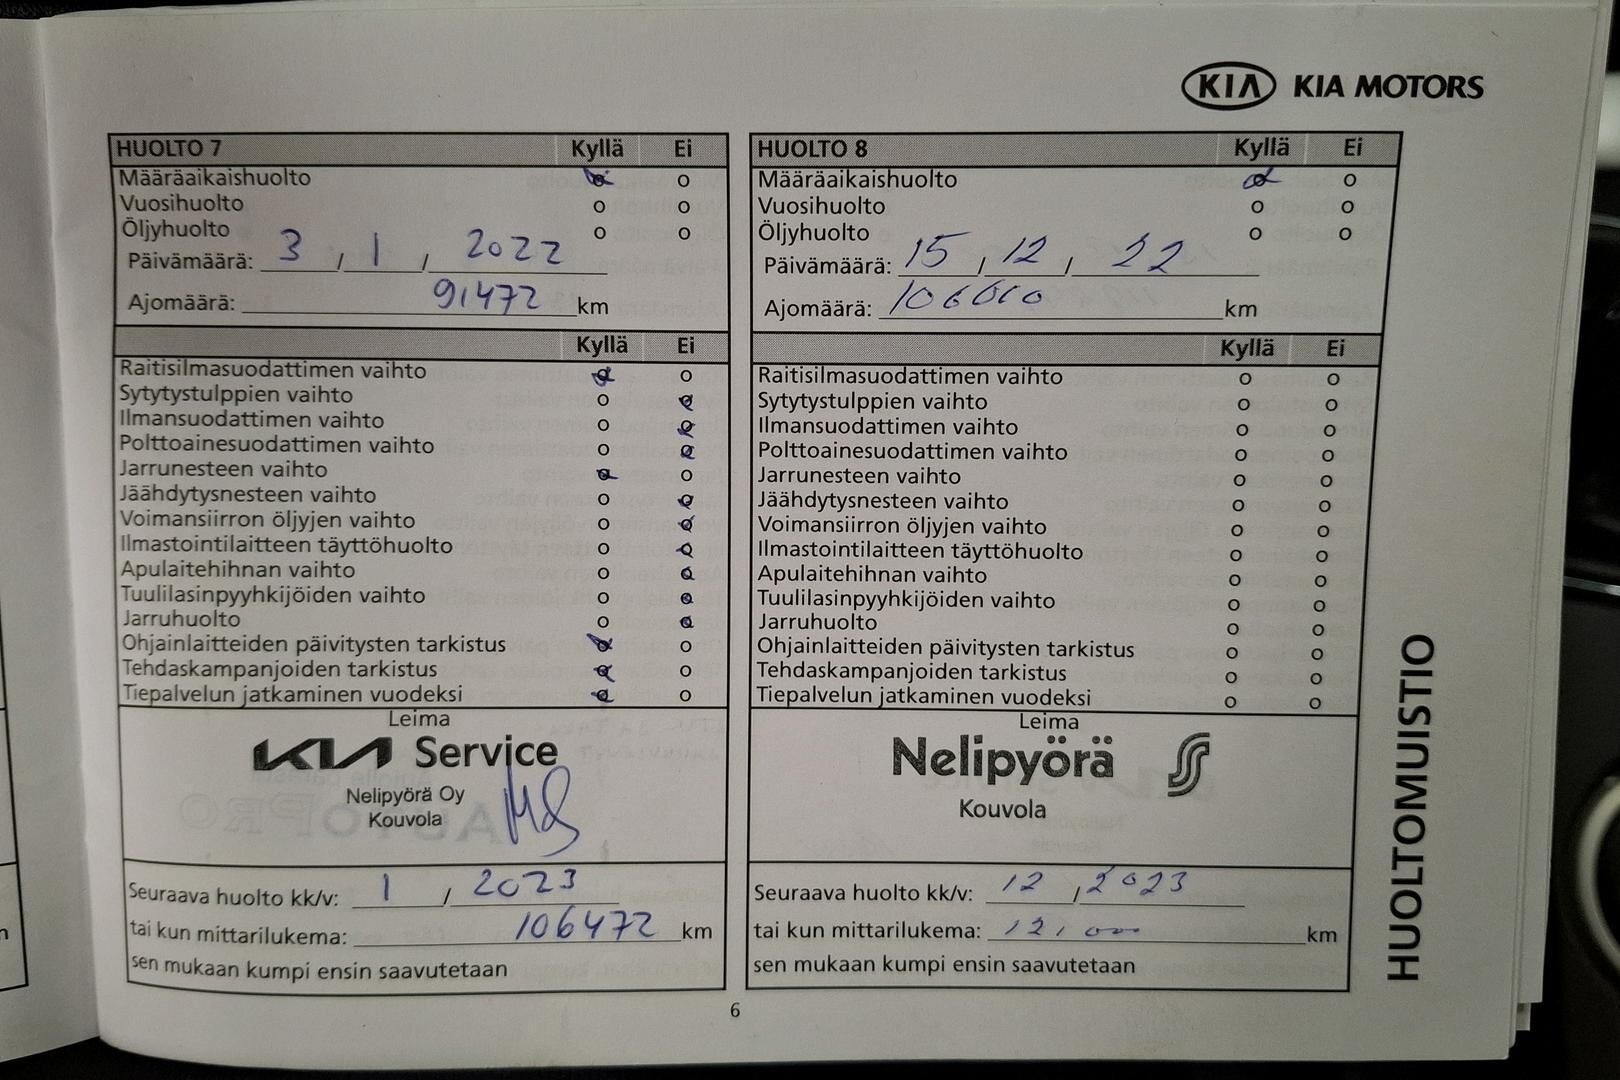 KIA KIA MOTORS
HUOLTO 7 Kyllä Ei
Määräaikaishuolto o o
Vuosihuolto o o
Öljyhuolto o o
Päivämäärä: 3 / 1 / 2022
Ajomäärä: 91472 km
Kyllä Ei
Raitisilmasuodattimen vaihto o o
Sytytystulppien vaihto o o
Ilmansuodattimen vaihto o o
Polttoainesuodattimen vaihto o o
Jarrunesteen vaihto o o
Jäähdytysnesteen vaihto o o
Voimansiirron öljyjen vaihto o o
Ilmastointilaitteen täyttöhuolto o o
Apulaitehihnan vaihto o o
Tuulilasinpyyhkijöiden vaihto o o
Jarruhuolto o o
Ohjainlaitteiden päivitysten tarkistus o o
Tehdaskampanjoiden tarkistus o o
Tiepalvelun jatkaminen vuodeksi o o
Leima
KIA Service
Nelipyörä Oy
Kouvola
Seuraava huolto kk/v: 1 / 2023
tai kun mittarilukema: 106472 km
sen mukaan kumpi ensin saavutetaan
HUOLTO 8 Kyllä Ei
Määräaikaishuolto o o
Vuosihuolto o o
Öljyhuolto o o
Päivämäärä: 15 / 12 / 22
Ajomäärä: km
Kyllä Ei
Raitisilmasuodattimen vaihto o o
Sytytystulppien vaihto o o
Ilmansuodattimen vaihto o o
Polttoainesuodattimen vaihto o o
Jarrunesteen vaihto o o
Jäähdytysnesteen vaihto o o
Voimansiirron öljyjen vaihto o o
Ilmastointilaitteen täyttöhuolto o o
Apulaitehihnan vaihto o o
Tuulilasinpyyhkijöiden vaihto o o
Jarruhuolto o o
Ohjainlaitteiden päivitysten tarkistus o o
Tehdaskampanjoiden tarkistus o o
Tiepalvelun jatkaminen vuodeksi o o
Leima
Nelipyörä
Kouvola
Seuraava huolto kk/v: 12 / 2023
tai kun mittarilukema: km
sen mukaan kumpi ensin saavutetaan
HUOLTOMUISTIO
6